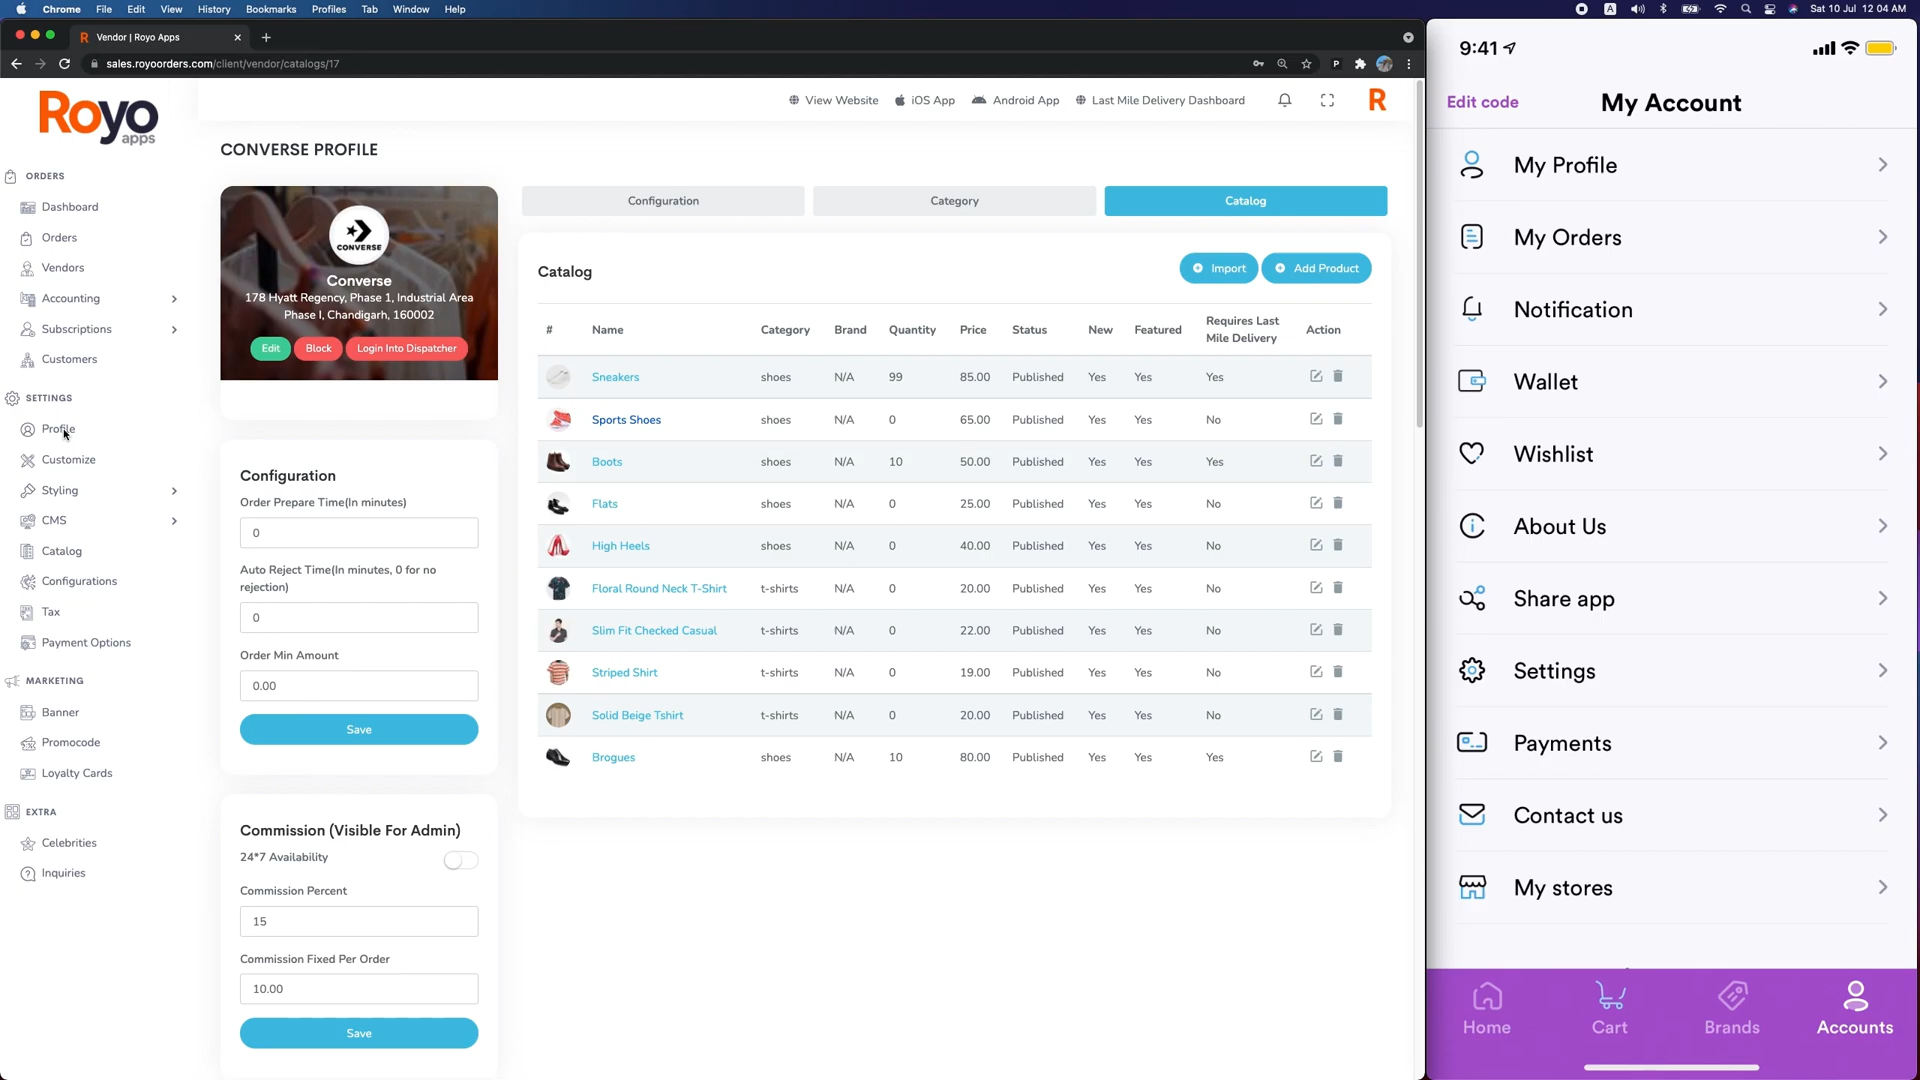 Chrome File Edit View History Bookmarks Profiles Tab Window Help
A
Sat 10 Jul 12 04 AM
R Vendor | Royo Apps
sales.royoorders.com/client/vendor/catalogs/17
P
Royo
apps
ORDERS
Dashboard
Orders
Vendors
Accounting
Subscriptions
Customers
SETTINGS
Profile
Customize
Styling
CMS
Catalog
Configurations
Tax
Payment Options
MARKETING
Banner
Promocode
Loyalty Cards
EXTRA
Celebrities
Inquiries
View Website iOS App Android App Last Mile Delivery Dashboard R
CONVERSE PROFILE
CONVERSE
Converse
178 Hyatt Regency, Phase 1, Industrial Area
Phase I, Chandigarh, 160002
Edit Block Login Into Dispatcher
Configuration
Order Prepare Time(In minutes)
0
Auto Reject Time(In minutes, 0 for no
rejection)
0
Order Min Amount
0.00
Save
Commission (Visible For Admin)
24*7 Availability
Commission Percent
15
Commission Fixed Per Order
10.00
Save
Configuration Category Catalog
Catalog Import Add Product
# Name Category Brand Quantity Price Status New Featured Requires Last Mile Delivery Action
Sneakers shoes N/A 99 85.00 Published Yes Yes Yes
Sports Shoes shoes N/A 0 65.00 Published Yes Yes No
Boots shoes N/A 10 50.00 Published Yes Yes Yes
Flats shoes N/A 0 25.00 Published Yes Yes No
High Heels shoes N/A 0 40.00 Published Yes Yes No
Floral Round Neck T-Shirt t-shirts N/A 0 20.00 Published Yes Yes No
Slim Fit Checked Casual t-shirts N/A 0 22.00 Published Yes Yes No
Striped Shirt t-shirts N/A 0 19.00 Published Yes Yes No
Solid Beige Tshirt t-shirts N/A 0 20.00 Published Yes Yes No
Brogues shoes N/A 10 80.00 Published Yes Yes Yes
9:41
Edit code My Account
My Profile
My Orders
Notification
Wallet
Wishlist
About Us
Share app
Settings
Payments
Contact us
My stores
Home Cart Brands Accounts